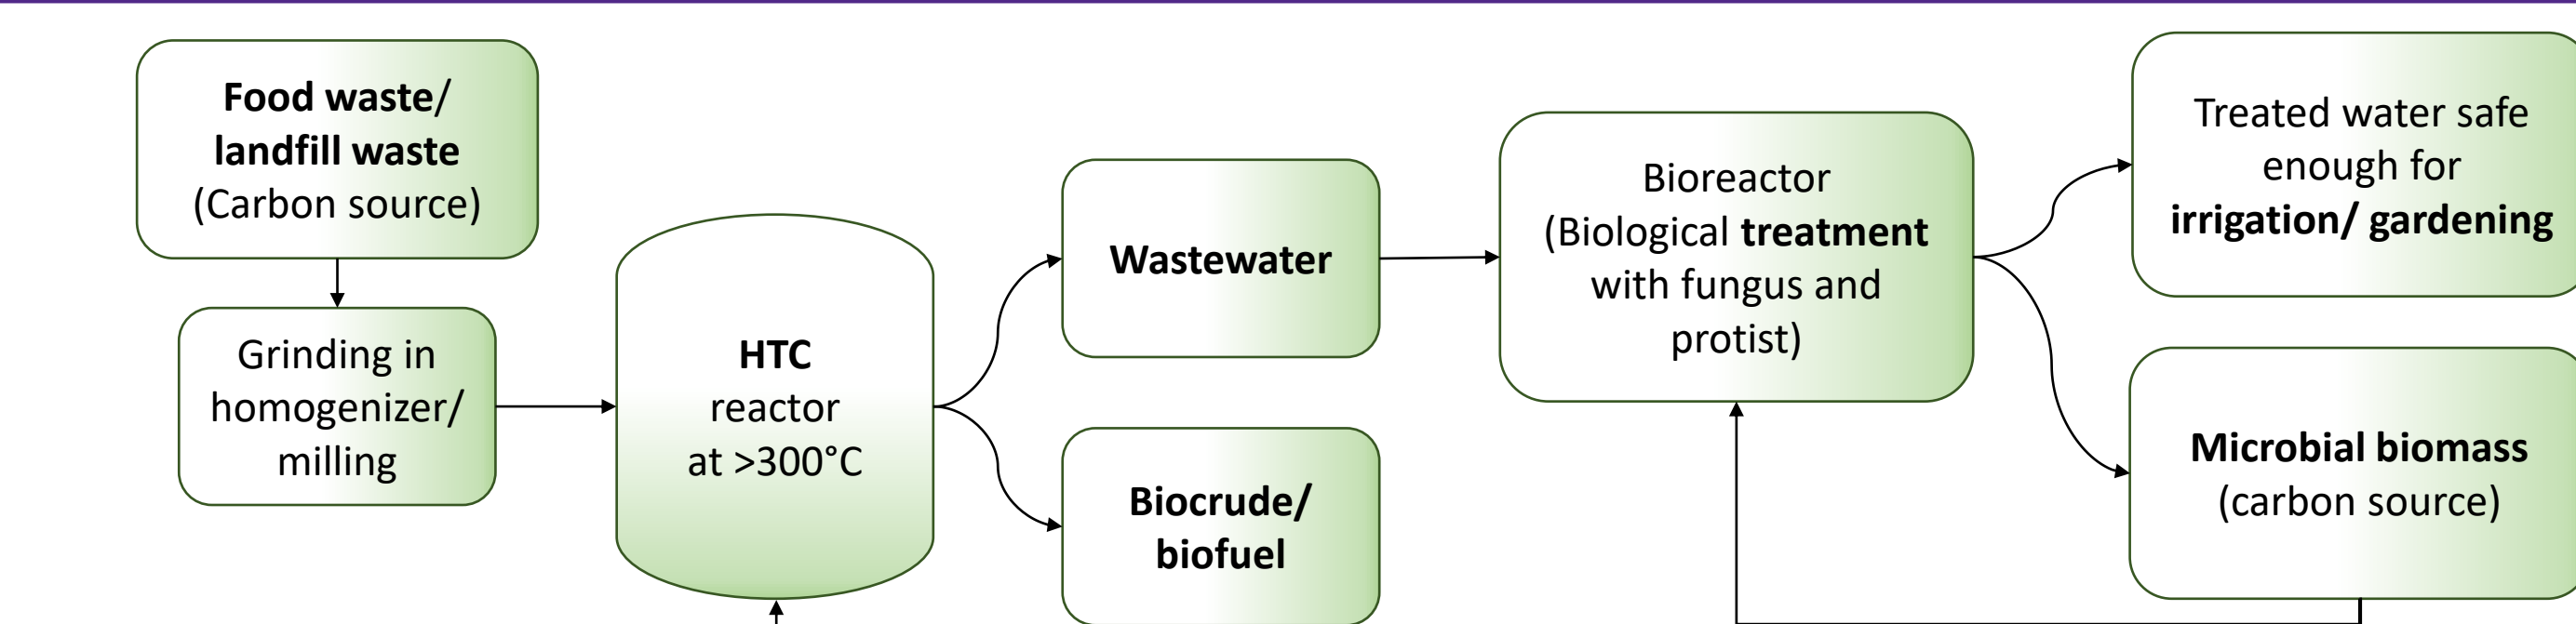 Food waste/
landfill waste
(Carbon source)
Grinding in
homogenizer/
milling
HTC
reactor
at >300°C
Wastewater
Biocrude/
biofuel
Bioreactor
(Biological treatment
with fungus and
protist)
Treated water safe
enough for
irrigation/ gardening
Microbial biomass
(carbon source)